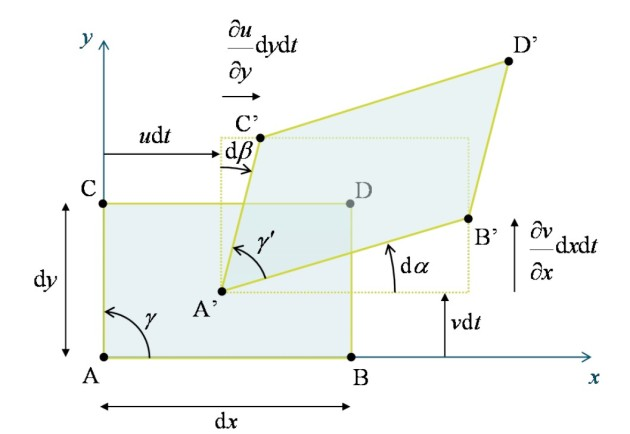 ∂u/∂y dydt
y
D'
C'
udt
dβ
C
D
γ'
B'
∂v/∂x dxdt
dα
dy
A'
γ
vdt
A
B
x
dx